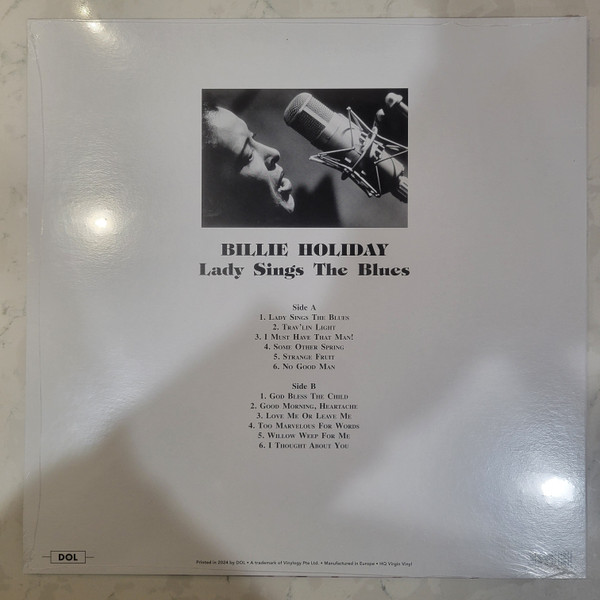 BILLIE HOLIDAY
Lady Sings The Blues
Side A
1. Lady Sings The Blues
2. Trav'lin Light
3. I Must Have That Man!
4. Some Other Spring
5. Strange Fruit
6. No Good Man
Side B
1. God Bless The Child
2. Good Morning, Heartache
3. Love Me Or Leave Me
4. Too Marvelous For Words
5. Willow Weep For Me
6. I Thought About You
DOL
Printed in 2024 by DOL • A trademark of Vinylogy Pte Ltd. • Manufactured in Europe • HQ Virgin Vinyl